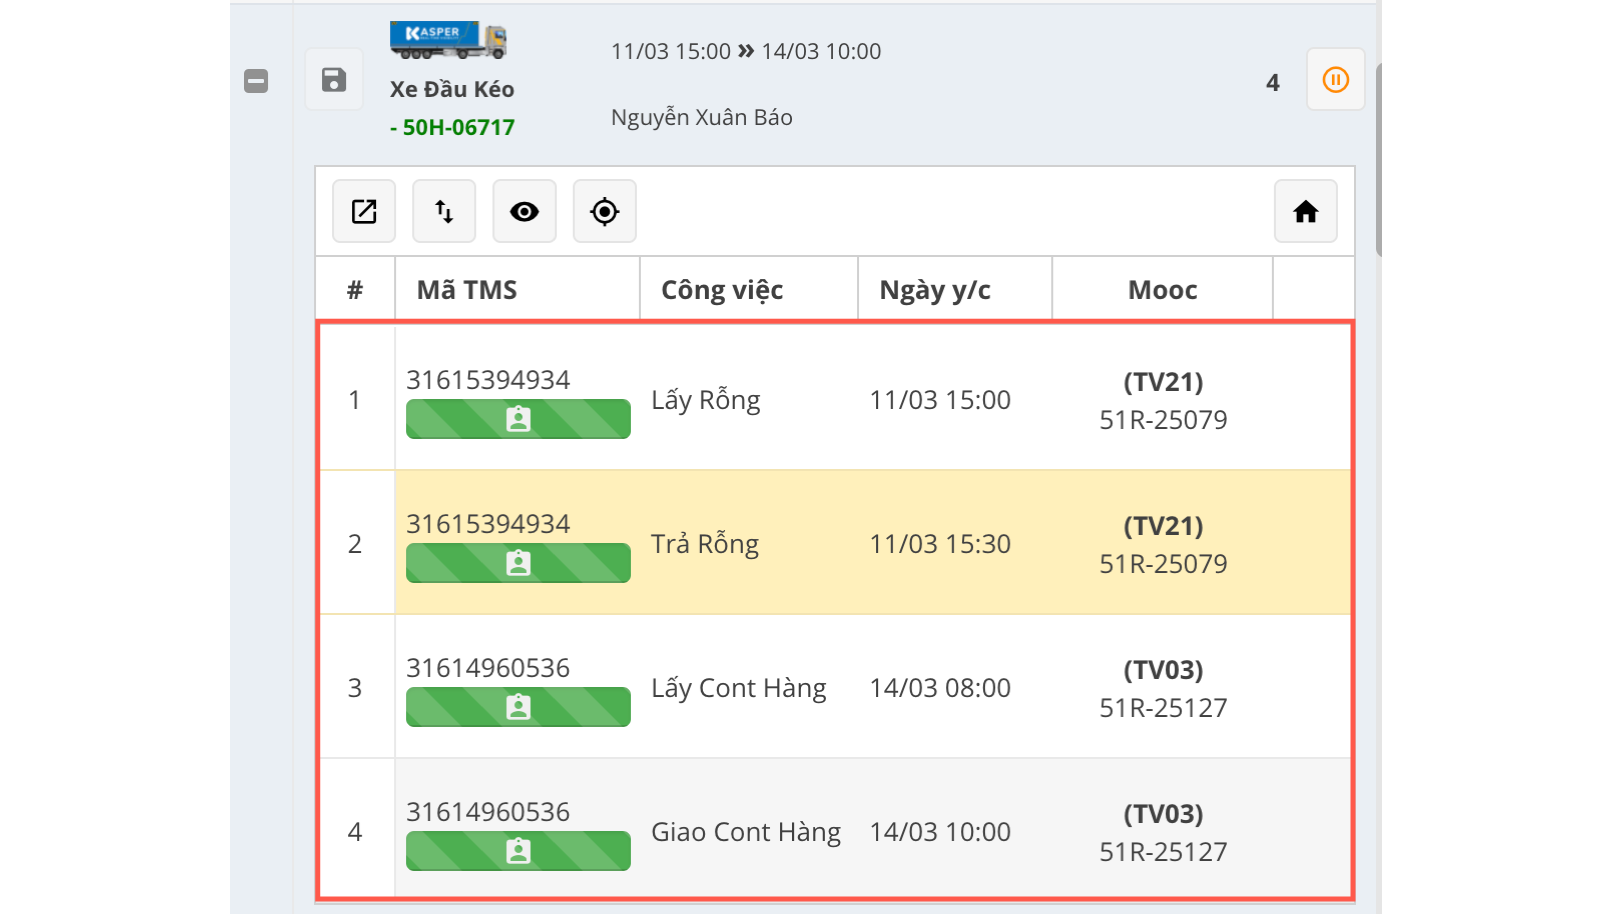 KASPER
11/03 15:00 » 14/03 10:00
Xe Đầu Kéo
4
Nguyễn Xuân Báo
- 50H-06717
# Mã TMS Công việc Ngày y/c Mooc
1 31615394934 Lấy Rỗng 11/03 15:00 (TV21)
51R-25079
2 31615394934 Trả Rỗng 11/03 15:30 (TV21)
51R-25079
3 31614960536 Lấy Cont Hàng 14/03 08:00 (TV03)
51R-25127
4 31614960536 Giao Cont Hàng 14/03 10:00 (TV03)
51R-25127